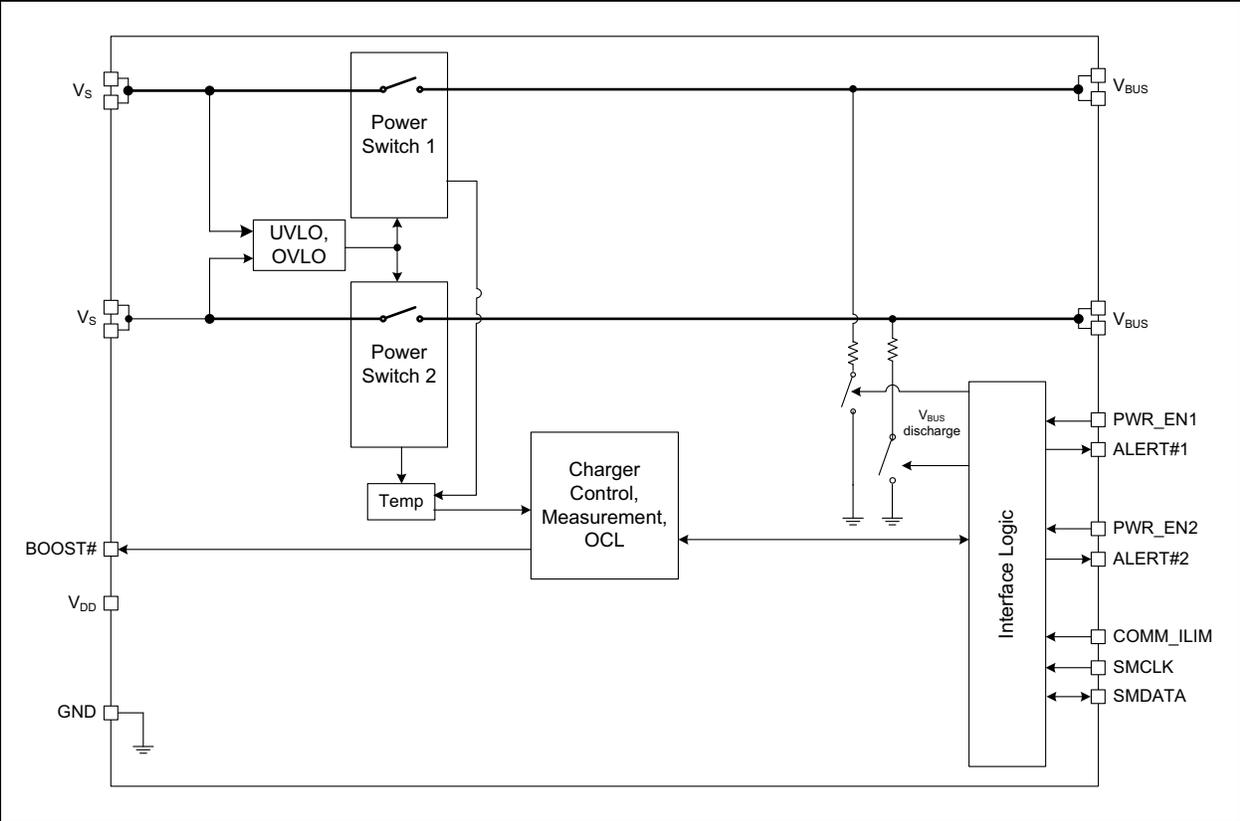 VS
VBUS
Power
Switch 1
UVLO,
OVLO
VS
VBUS
Power
Switch 2
PWR_EN1
VBUS
discharge
ALERT#1
Charger
Control,
Measurement,
OCL
Temp
Interface Logic
PWR_EN2
BOOST#
ALERT#2
VDD
COMM_ILIM
SMCLK
SMDATA
GND